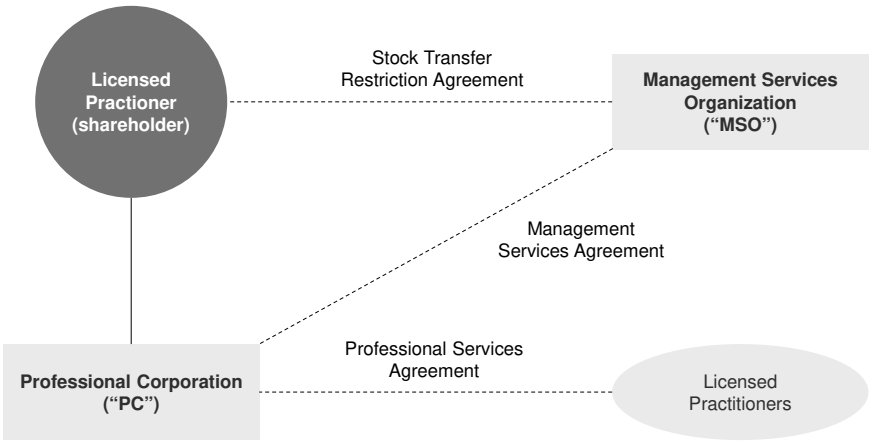 Licensed
Practioner
(shareholder)
Stock Transfer
Restriction Agreement
Management Services
Organization
(“MSO”)
Management
Services Agreement
Professional Corporation
(“PC”)
Professional Services
Agreement
Licensed
Practitioners